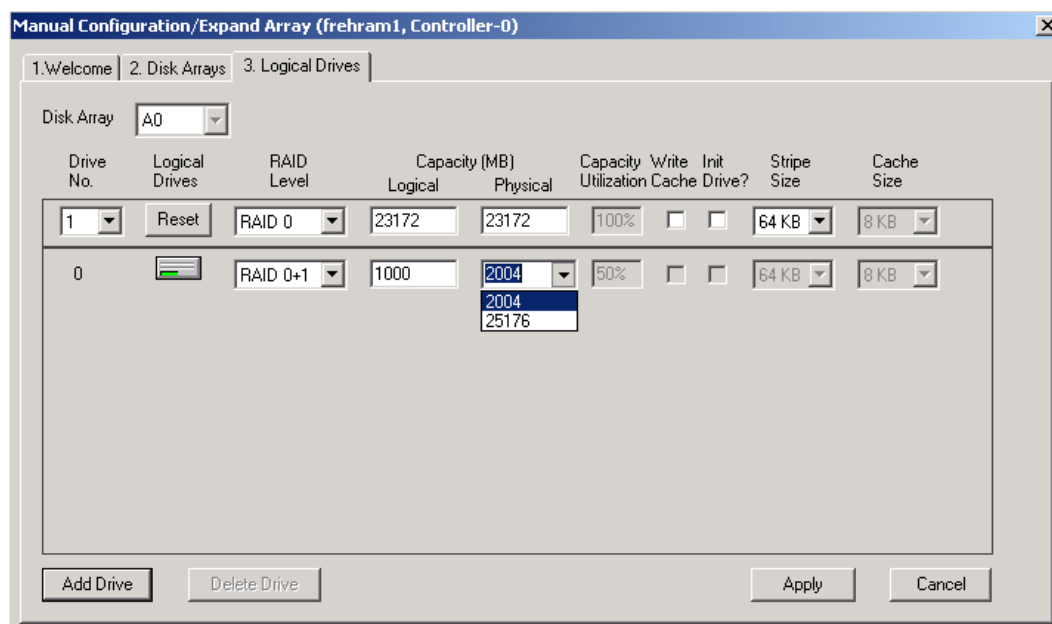 Manual Configuration/Expand Array (frehram1, Controller-0)
1.Welcome 2. Disk Arrays 3. Logical Drives
Disk Array A0
Drive No. Logical Drives RAID Level Capacity (MB) Logical Physical Capacity Utilization Write Cache Init Drive? Stripe Size Cache Size
1 Reset RAID 0 23172 23172 100% 64 KB 8 KB
0 RAID 0+1 1000 2004 50% 64 KB 8 KB
2004
25176
Add Drive Delete Drive Apply Cancel